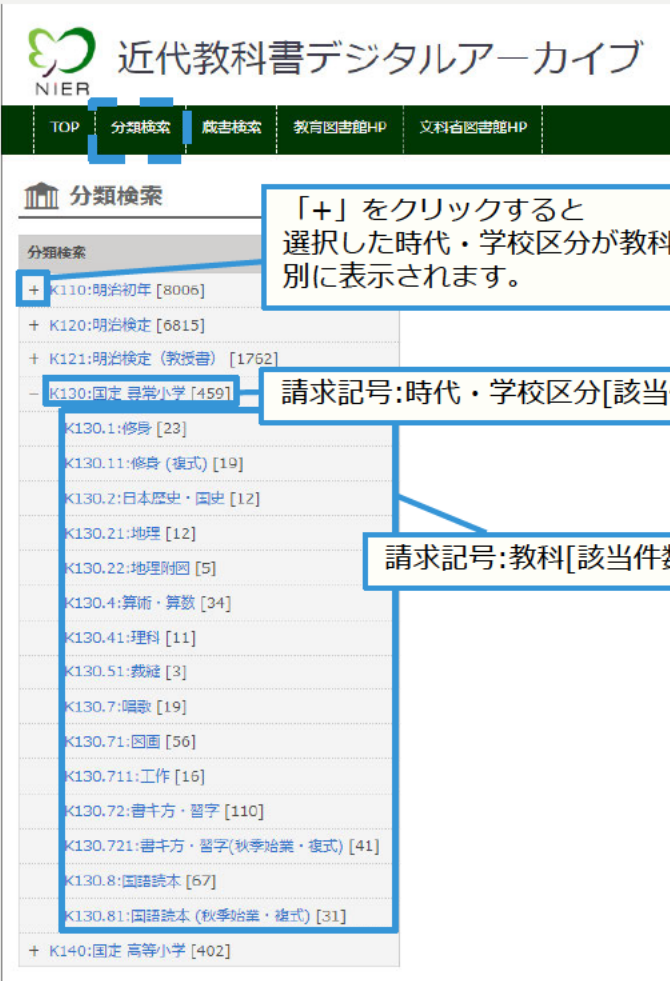 近代教科書デジタルアーカイブ
NIER
TOP 分類検索 蔵書検索 教育図書館HP 文科省図書館HP
分類検索
「+」をクリックすると
選択した時代・学校区分が教科
別に表示されます。
分類検索
+ K110:明治初年 [8006]
+ K120:明治検定 [6815]
+ K121:明治検定（教授書） [1762]
請求記号:時代・学校区分[該当
− K130:国定 尋常小学 [459]
K130.1:修身 [23]
K130.11:修身 (複式) [19]
K130.2:日本歴史・国史 [12]
K130.21:地理 [12]
請求記号:教科[該当件数
K130.22:地理附図 [5]
K130.4:算術・算数 [34]
K130.41:理科 [11]
K130.51:裁縫 [3]
K130.7:唱歌 [19]
K130.71:図画 [56]
K130.711:工作 [16]
K130.72:書キ方・習字 [110]
K130.721:書キ方・習字(秋季始業・複式) [41]
K130.8:国語読本 [67]
K130.81:国語読本 (秋季始業・複式) [31]
+ K140:国定 高等小学 [402]